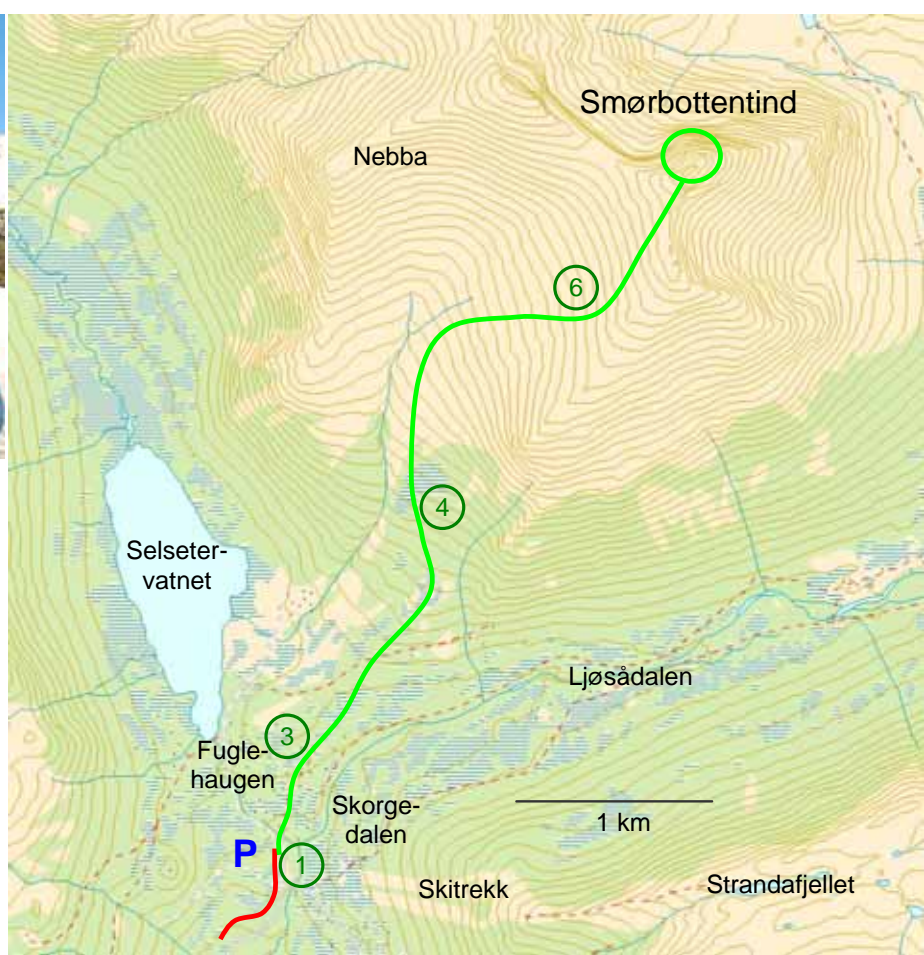 Smørbottentind
Nebba
6
4
Selseter-
vatnet
Ljøsådalen
3
Fugle-
haugen
Skorge-
dalen
1 km
P
1
Skitrekk
Strandafjellet